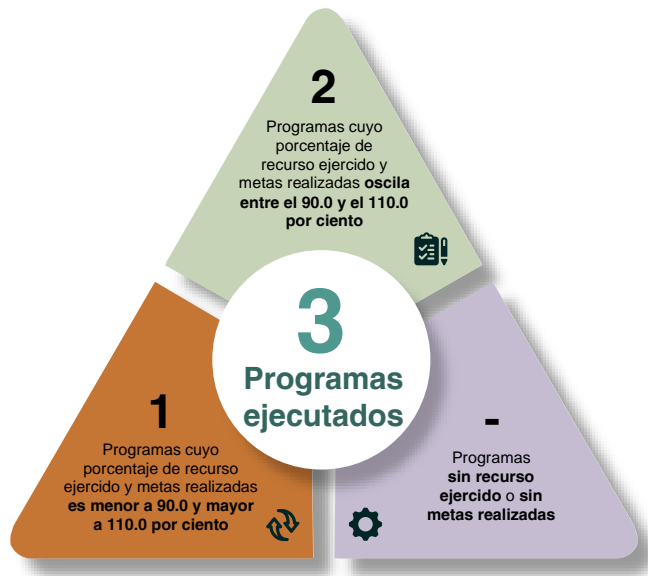 2
Programas cuyo
porcentaje de
recurso ejercido y
metas realizadas oscila
entre el 90.0 y el 110.0
por ciento
3
Programas
ejecutados
1
Programas cuyo
porcentaje de recurso
ejercido y metas realizadas
es menor a 90.0 y mayor
a 110.0 por ciento
-
Programas
sin recurso
ejercido o sin
metas realizadas